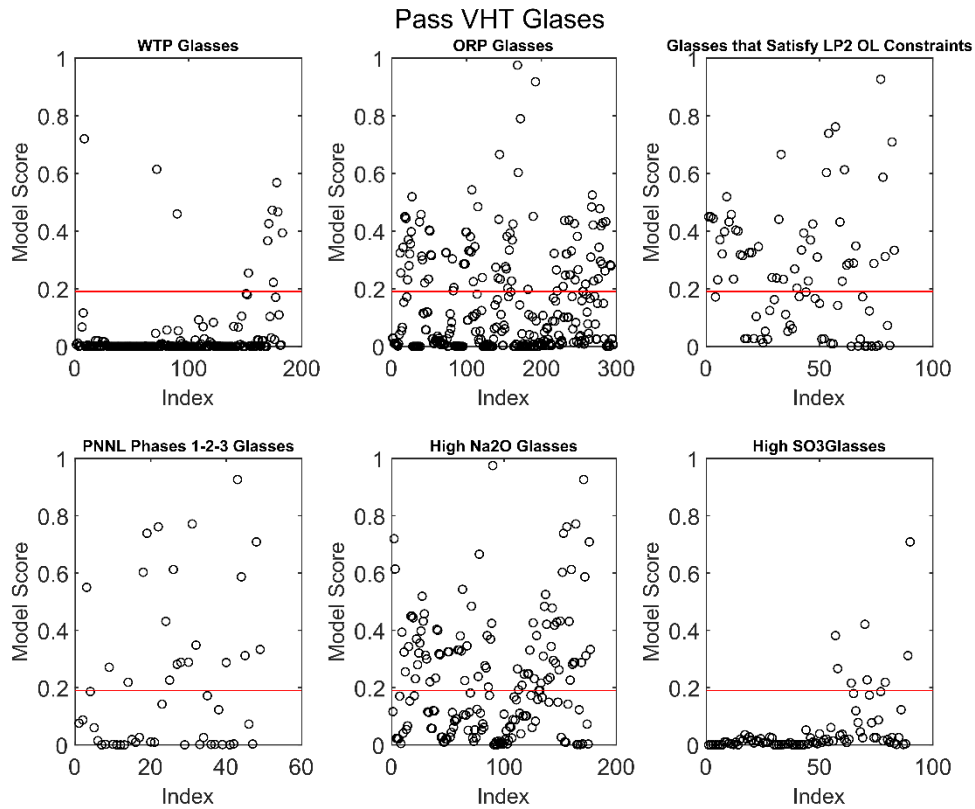 Pass VHT Glases
WTP Glasses
ORP Glasses
Glasses that Satisfy LP2 OL Constraints
Model Score
1
0.8
0.6
0.4
0.2
0
0
100
200
Index
Model Score
1
0.8
0.6
0.4
0.2
0
0
100
200
300
Index
Model Score
1
0.8
0.6
0.4
0.2
0
0
50
100
Index
PNNL Phases 1-2-3 Glasses
High Na2O Glasses
High SO3Glasses
Model Score
1
0.8
0.6
0.4
0.2
0
0
20
40
60
Index
Model Score
1
0.8
0.6
0.4
0.2
0
0
100
200
Index
Model Score
1
0.8
0.6
0.4
0.2
0
0
50
100
Index